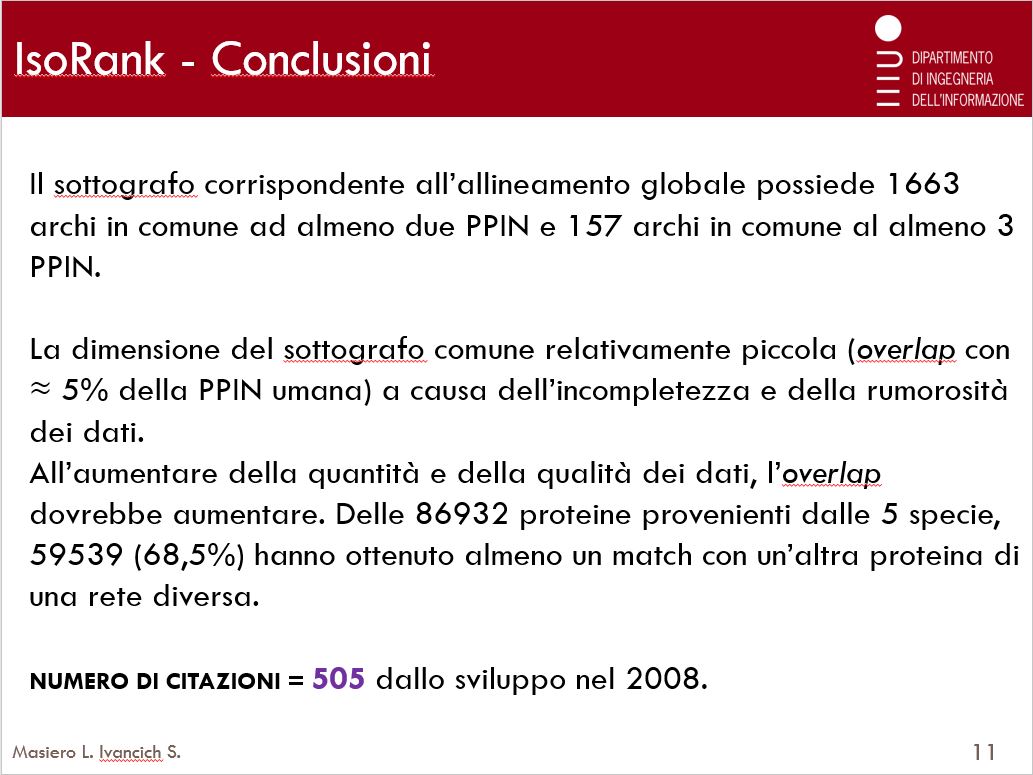 IsoRank - Conclusioni
DIPARTIMENTO
DI INGEGNERIA
DELL'INFORMAZIONE
Il sottografo corrispondente all’allineamento globale possiede 1663
archi in comune ad almeno due PPIN e 157 archi in comune al almeno 3
PPIN.
La dimensione del sottografo comune relativamente piccola (overlap con
≈ 5% della PPIN umana) a causa dell’incompletezza e della rumorosità
dei dati.
All’aumentare della quantità e della qualità dei dati, l’overlap
dovrebbe aumentare. Delle 86932 proteine provenienti dalle 5 specie,
59539 (68,5%) hanno ottenuto almeno un match con un’altra proteina di
una rete diversa.
NUMERO DI CITAZIONI = 505 dallo sviluppo nel 2008.
Masiero L. Ivancich S.
11